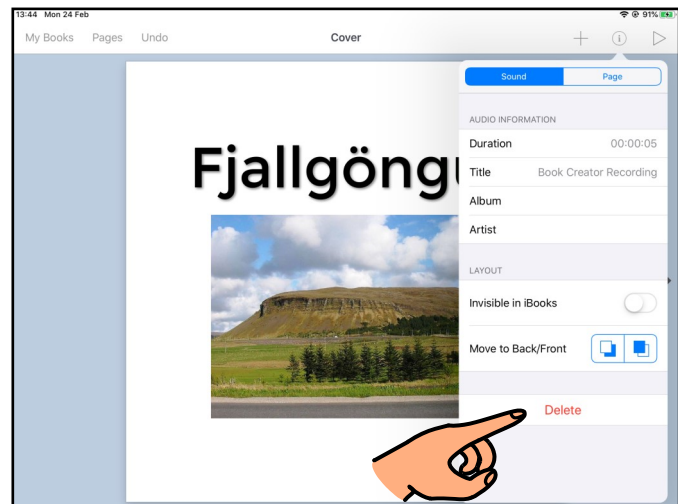 13:44 Mon 24 Feb 91%
My Books Pages Undo Cover
Sound Page
AUDIO INFORMATION
Duration 00:00:05
Title Book Creator Recording
Album
Artist
LAYOUT
Invisible in iBooks
Move to Back/Front
Delete
Fjallgöngu